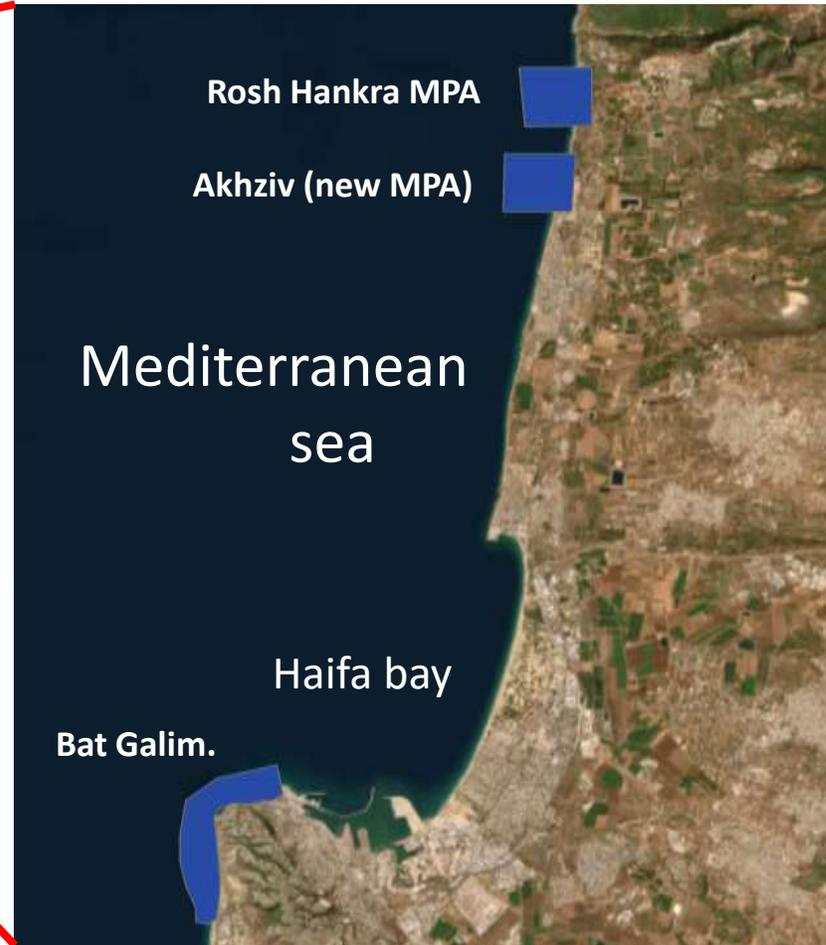 Rosh Hankra MPA
Akhziv (new MPA)
Mediterranean
sea
Haifa bay
Bat Galim.